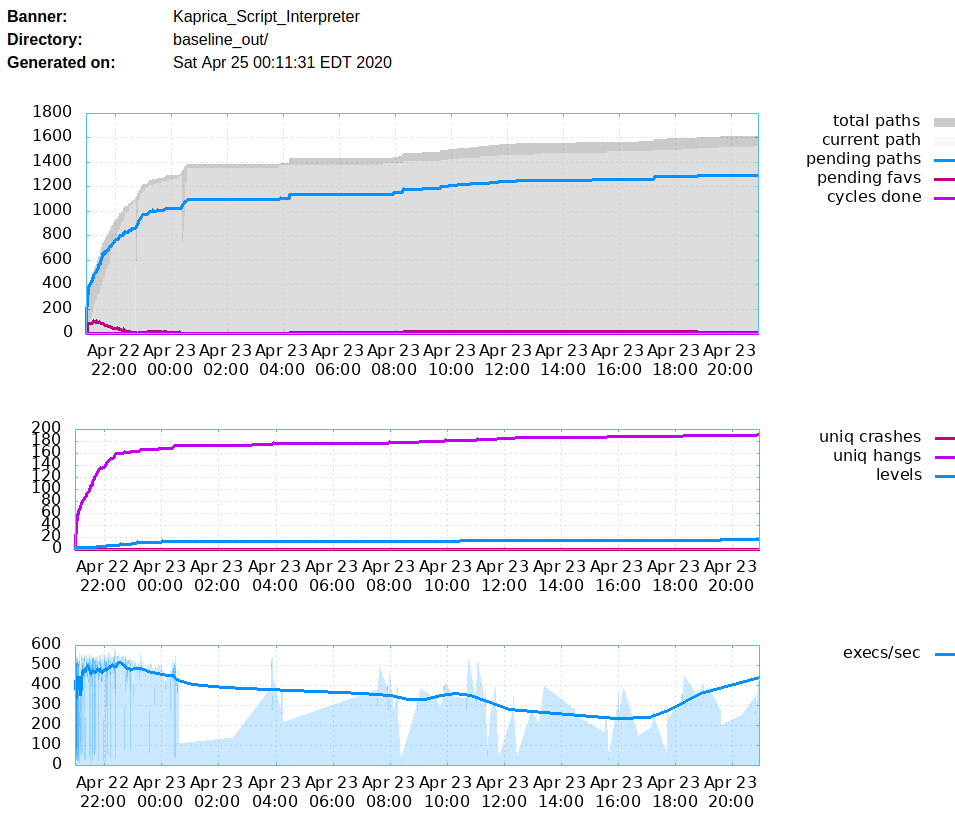 Banner: Kaprica_Script_Interpreter
Directory: baseline_out/
Generated on: Sat Apr 25 00:11:31 EDT 2020
1800
1600
1400
1200
1000
800
600
400
200
0
Apr 22 Apr 23 Apr 23 Apr 23 Apr 23 Apr 23 Apr 23 Apr 23 Apr 23 Apr 23 Apr 23 Apr 23
22:00 00:00 02:00 04:00 06:00 08:00 10:00 12:00 14:00 16:00 18:00 20:00
total paths
current path
pending paths
pending favs
cycles done
200
180
160
140
120
100
80
60
40
20
0
Apr 22 Apr 23 Apr 23 Apr 23 Apr 23 Apr 23 Apr 23 Apr 23 Apr 23 Apr 23 Apr 23 Apr 23
22:00 00:00 02:00 04:00 06:00 08:00 10:00 12:00 14:00 16:00 18:00 20:00
uniq crashes
uniq hangs
levels
600
500
400
300
200
100
0
Apr 22 Apr 23 Apr 23 Apr 23 Apr 23 Apr 23 Apr 23 Apr 23 Apr 23 Apr 23 Apr 23 Apr 23
22:00 00:00 02:00 04:00 06:00 08:00 10:00 12:00 14:00 16:00 18:00 20:00
execs/sec